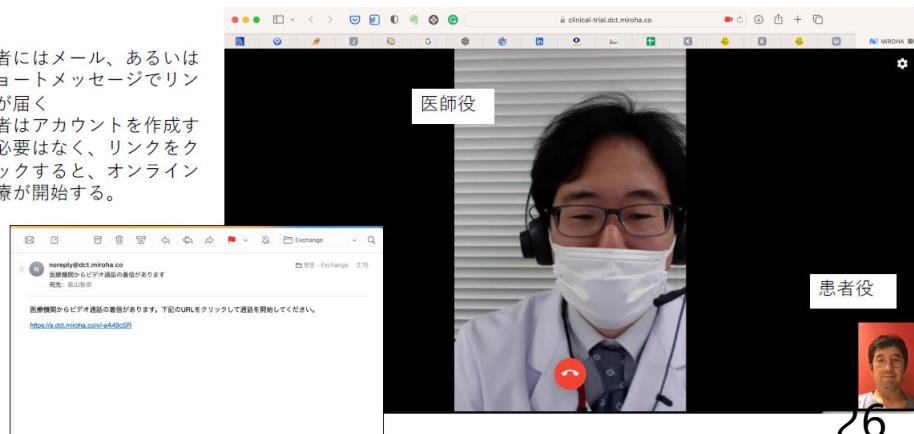 者にはメール、あるいは
ョートメッセージでリン
が届く
者はアカウントを作成す
必要はなく、リンクをク
ックすると、オンライン
療が開始する。
clinical-trial.dct.miroha.co
MiROHA
医師役
患者役
Exchange
N
noreply@dct.miroha.co
受信 - Exchange 2:15
医療機関からビデオ通話の着信があります
宛先:
医療機関からビデオ通話の着信があります。下記のURLをクリックして通話を開始してください。
https://s.dct.miroha.co/v/-eA49cSR
26